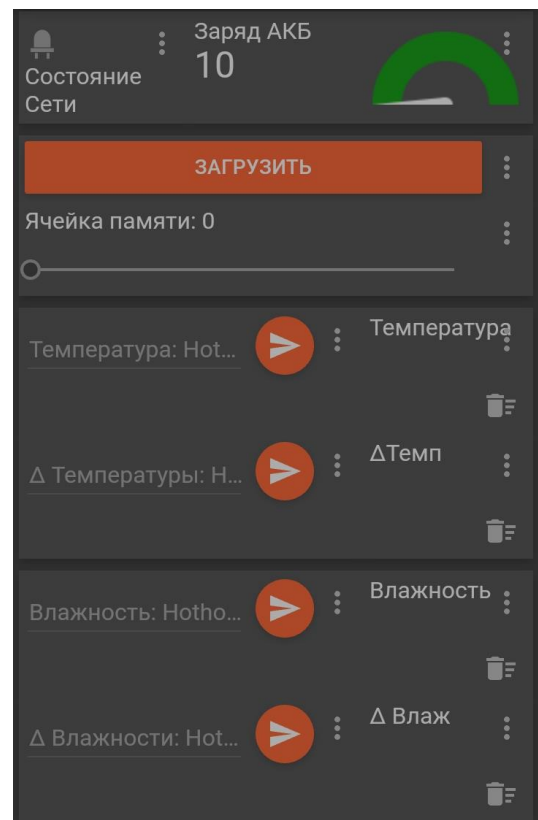 Заряд АКБ
10
Состояние
Сети
ЗАГРУЗИТЬ
Ячейка памяти: 0
Температура: Hot...
Температура
Δ Температуры: H...
ΔТемп
Влажность: Hotho...
Влажность
Δ Влажности: Hot...
Δ Влаж